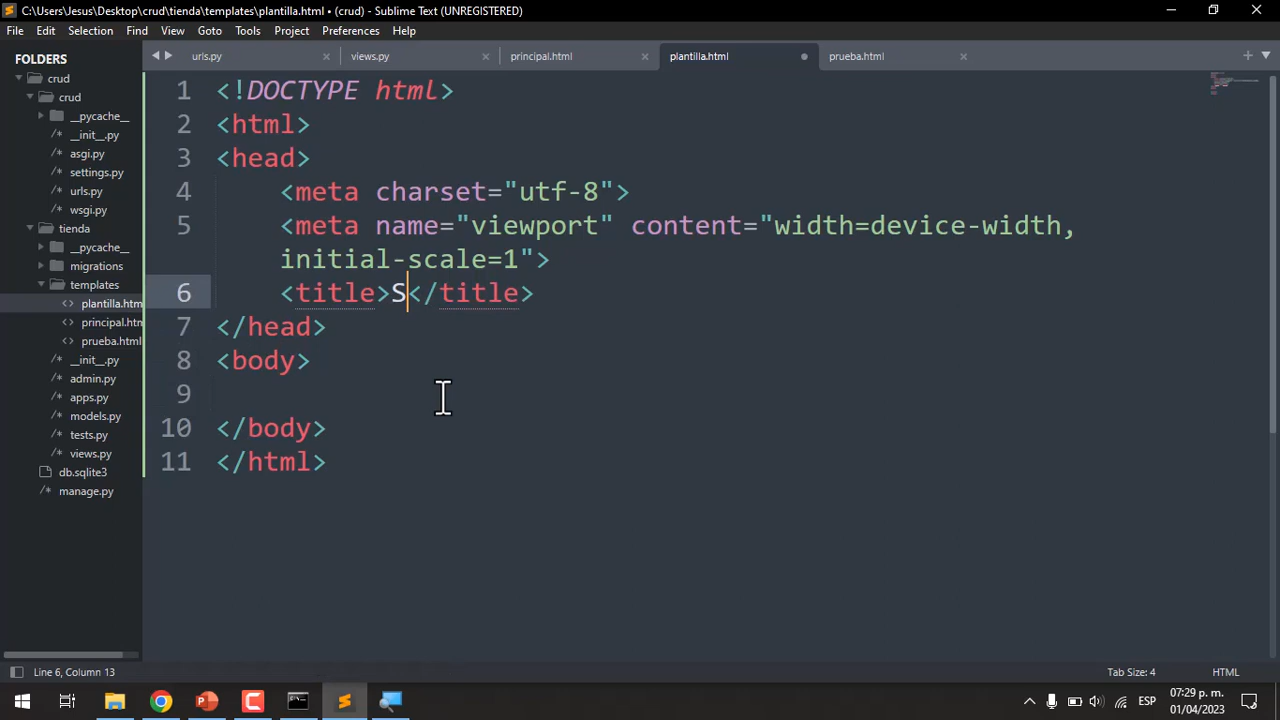 C:\Users\Jesus\Desktop\crud\tienda\templates\plantilla.html • (crud) - Sublime Text (UNREGISTERED)
File Edit Selection Find View Goto Tools Project Preferences Help
FOLDERS
crud
crud
__pycache__
__init__.py
asgi.py
settings.py
urls.py
wsgi.py
tienda
__pycache__
migrations
templates
plantilla.htm
principal.htm
prueba.html
__init__.py
admin.py
apps.py
models.py
tests.py
views.py
db.sqlite3
manage.py
urls.py views.py principal.html plantilla.html prueba.html
1 <!DOCTYPE html>
2 <html>
3 <head>
4 <meta charset="utf-8">
5 <meta name="viewport" content="width=device-width,
initial-scale=1">
6 <title>S</title>
7 </head>
8 <body>
9
10 </body>
11 </html>
Line 6, Column 13 Tab Size: 4 HTML
ESP 07:29 p. m.
01/04/2023